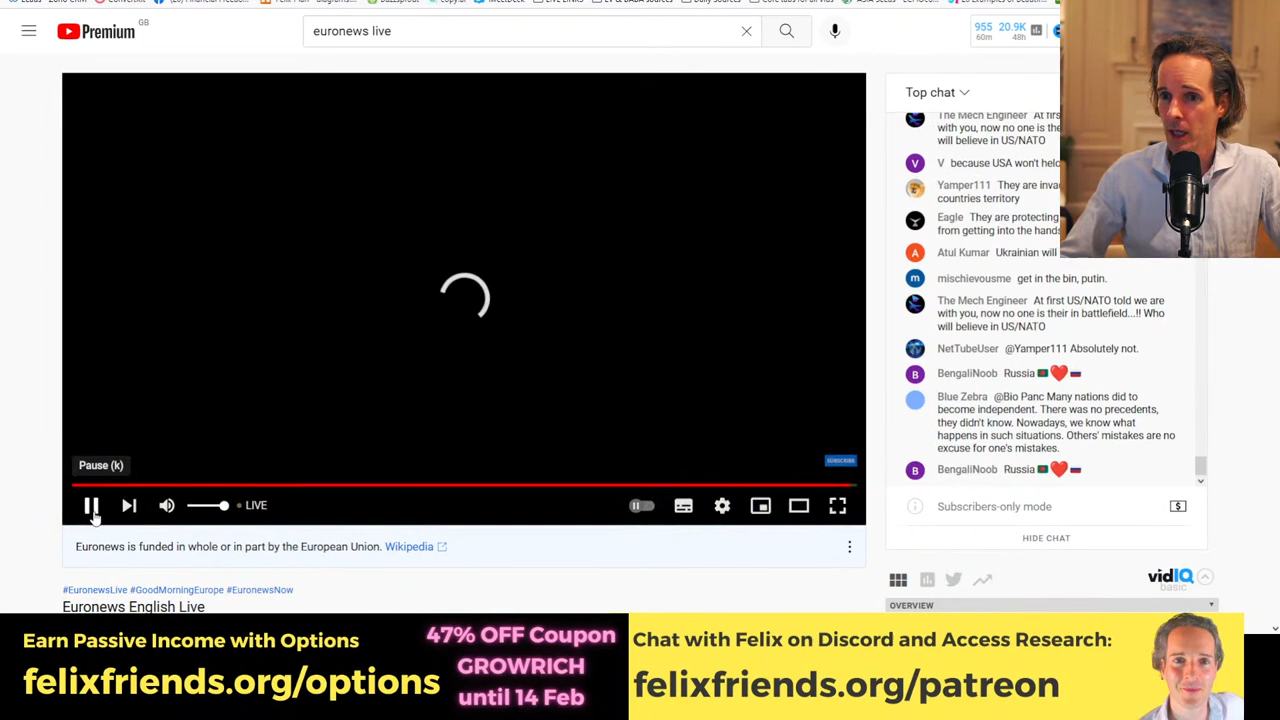 Premium GB
euronews live
955 20.9K
60m 48h
Top chat
The Mech Engineer At first
with you, now no one is the
will believe in US/NATO
V V because USA won't held
Yamper111 They are inva
countries territory
Eagle They are protecting
from getting into the hands
A Atul Kumar Ukrainian will
m mischievousme get in the bin, putin.
The Mech Engineer At first US/NATO told we are
with you, now no one is their in battlefield...!! Who
will believe in US/NATO
NetTubeUser @Yamper111 Absolutely not.
B BengaliNoob Russia
Blue Zebra @Bio Panc Many nations did to
become independent. There was no precedents,
they didn't know. Nowadays, we know what
happens in such situations. Others' mistakes are no
excuse for one's mistakes.
B BengaliNoob Russia
Subscribers-only mode
HIDE CHAT
Pause (k)
SUBSCRIBE
LIVE
Euronews is funded in whole or in part by the European Union. Wikipedia
#EuronewsLive #GoodMorningEurope #EuronewsNow
Euronews English Live
vidIQ
basic
OVERVIEW
Earn Passive Income with Options
felixfriends.org/options
47% OFF Coupon
GROWRICH
until 14 Feb
Chat with Felix on Discord and Access Research:
felixfriends.org/patreon